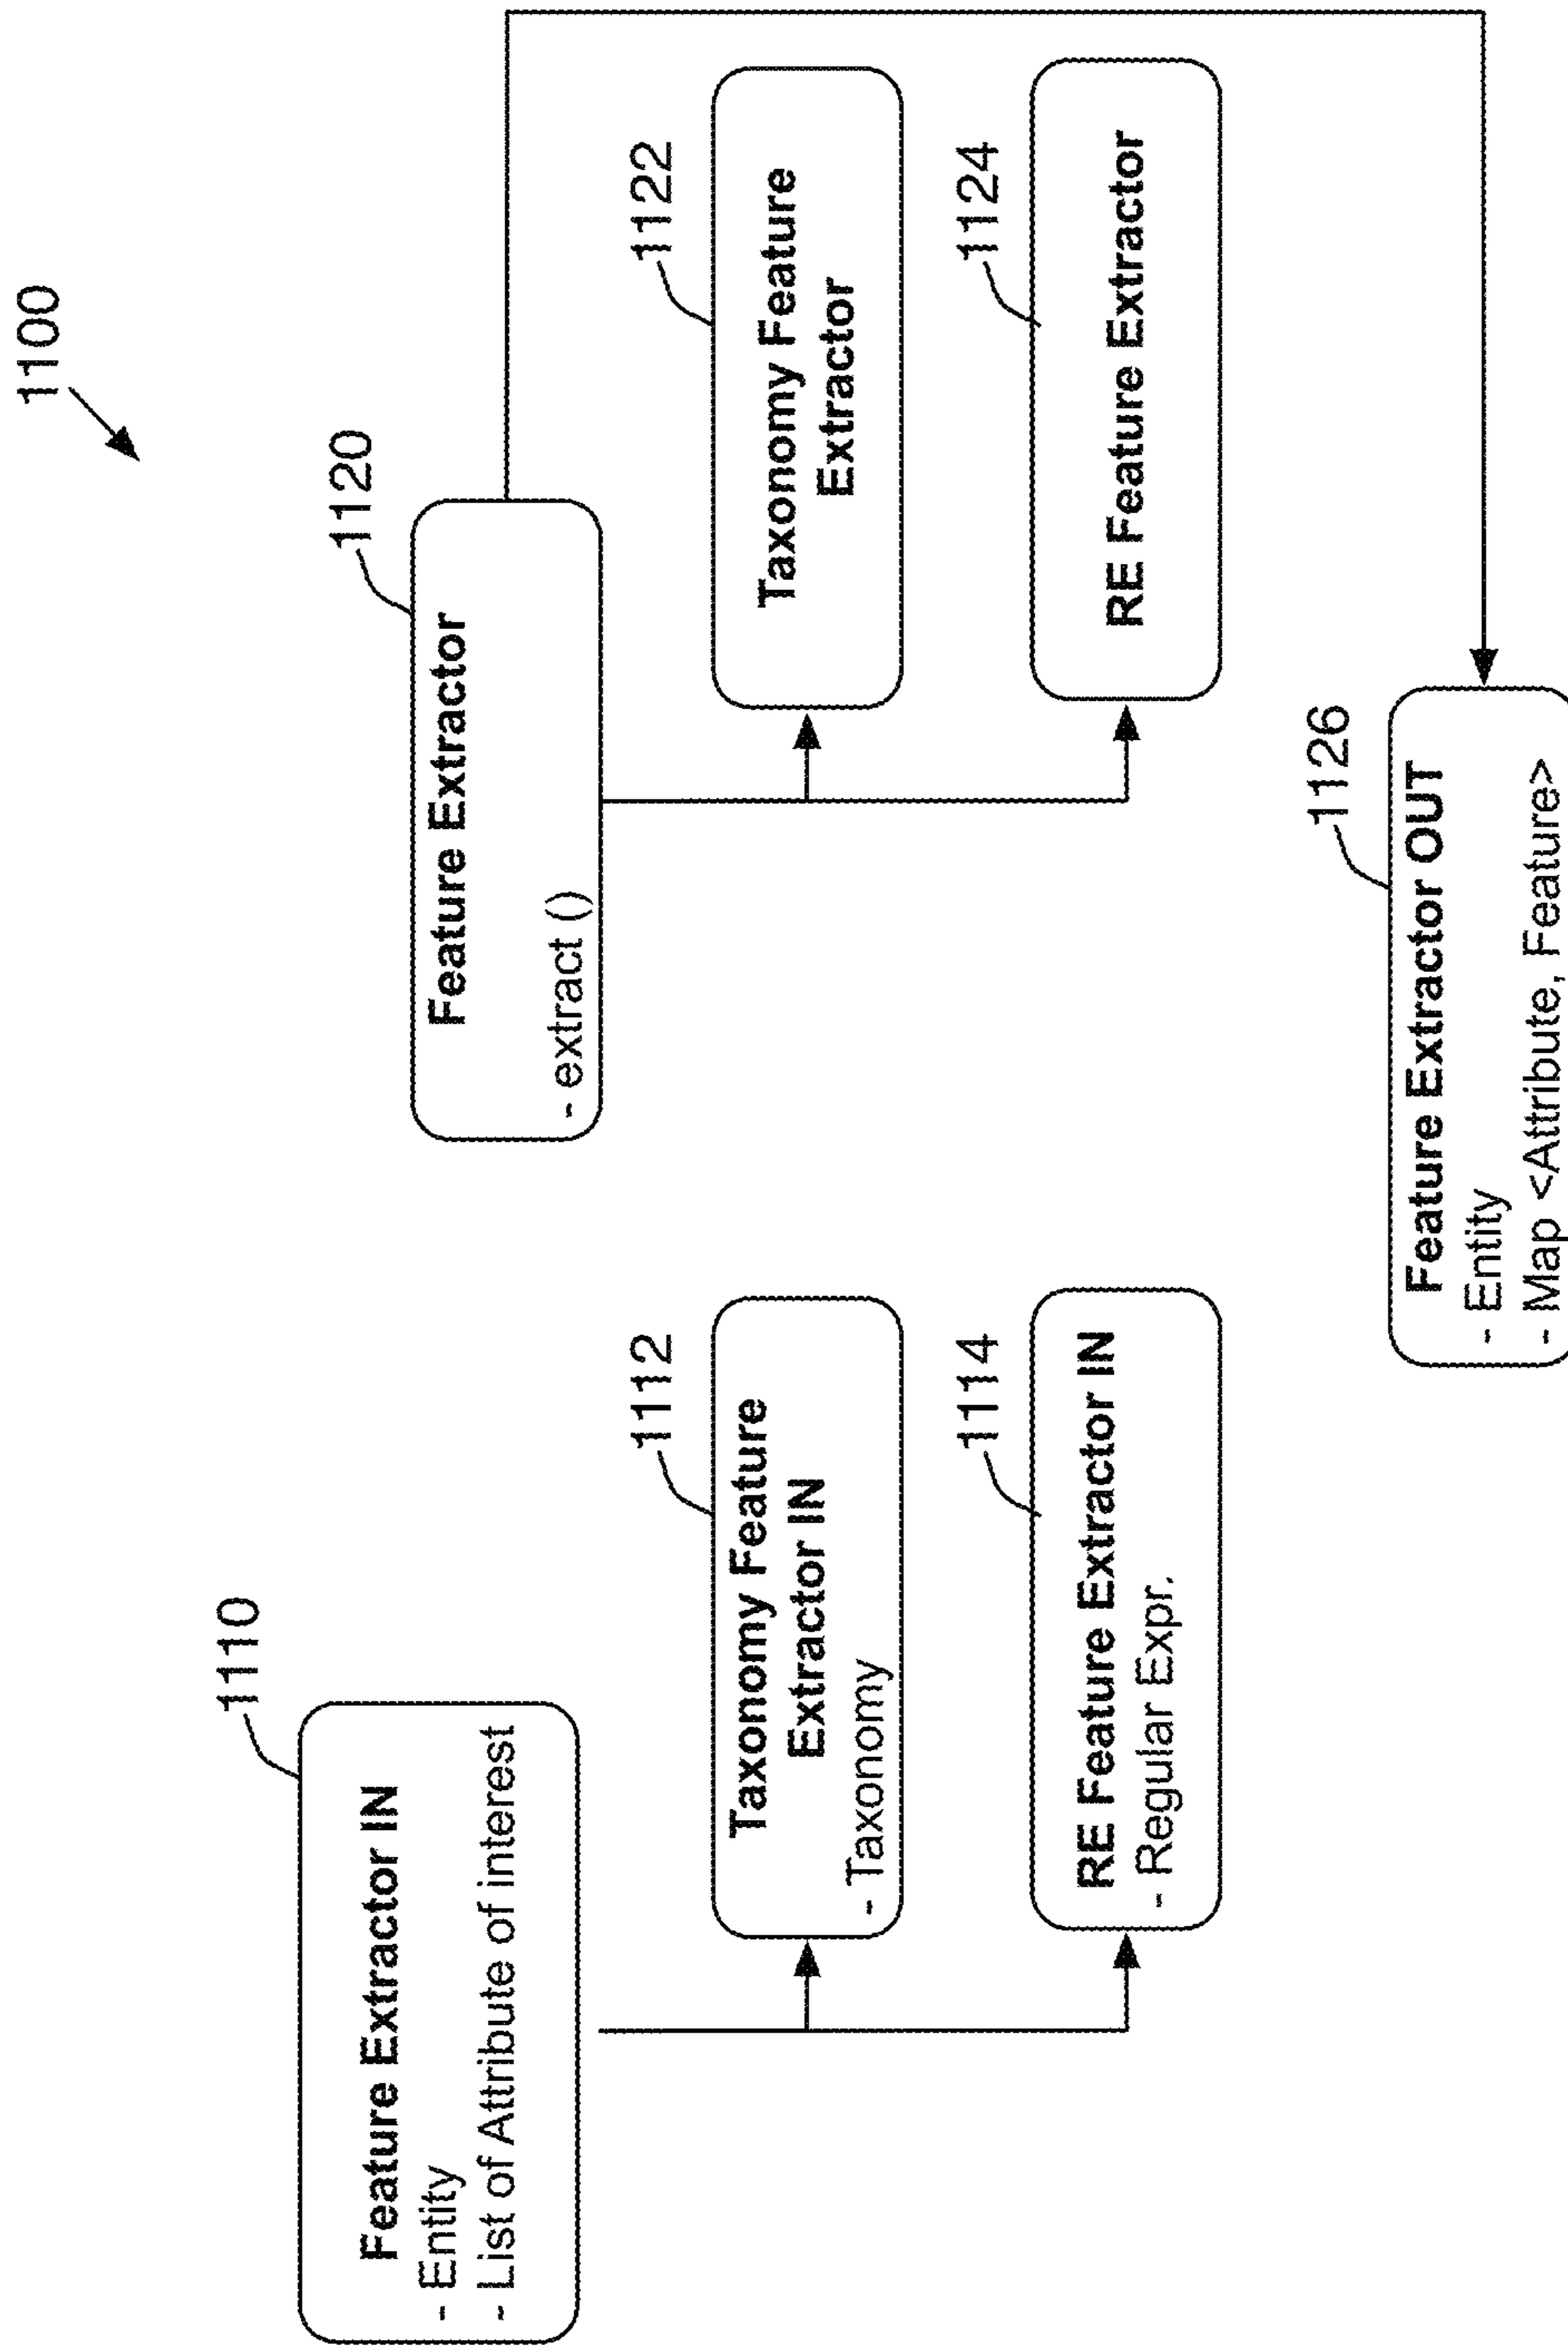 1100
1110
Feature Extractor IN
- Entity
- List of Attribute of interest
1112
Taxonomy Feature
Extractor IN
- Taxonomy
1114
RE Feature Extractor IN
- Regular Expr.
1120
Feature Extractor
- extract ()
1122
Taxonomy Feature
Extractor
1124
RE Feature Extractor
1126
Feature Extractor OUT
- Entity
- Map <Attribute, Feature>